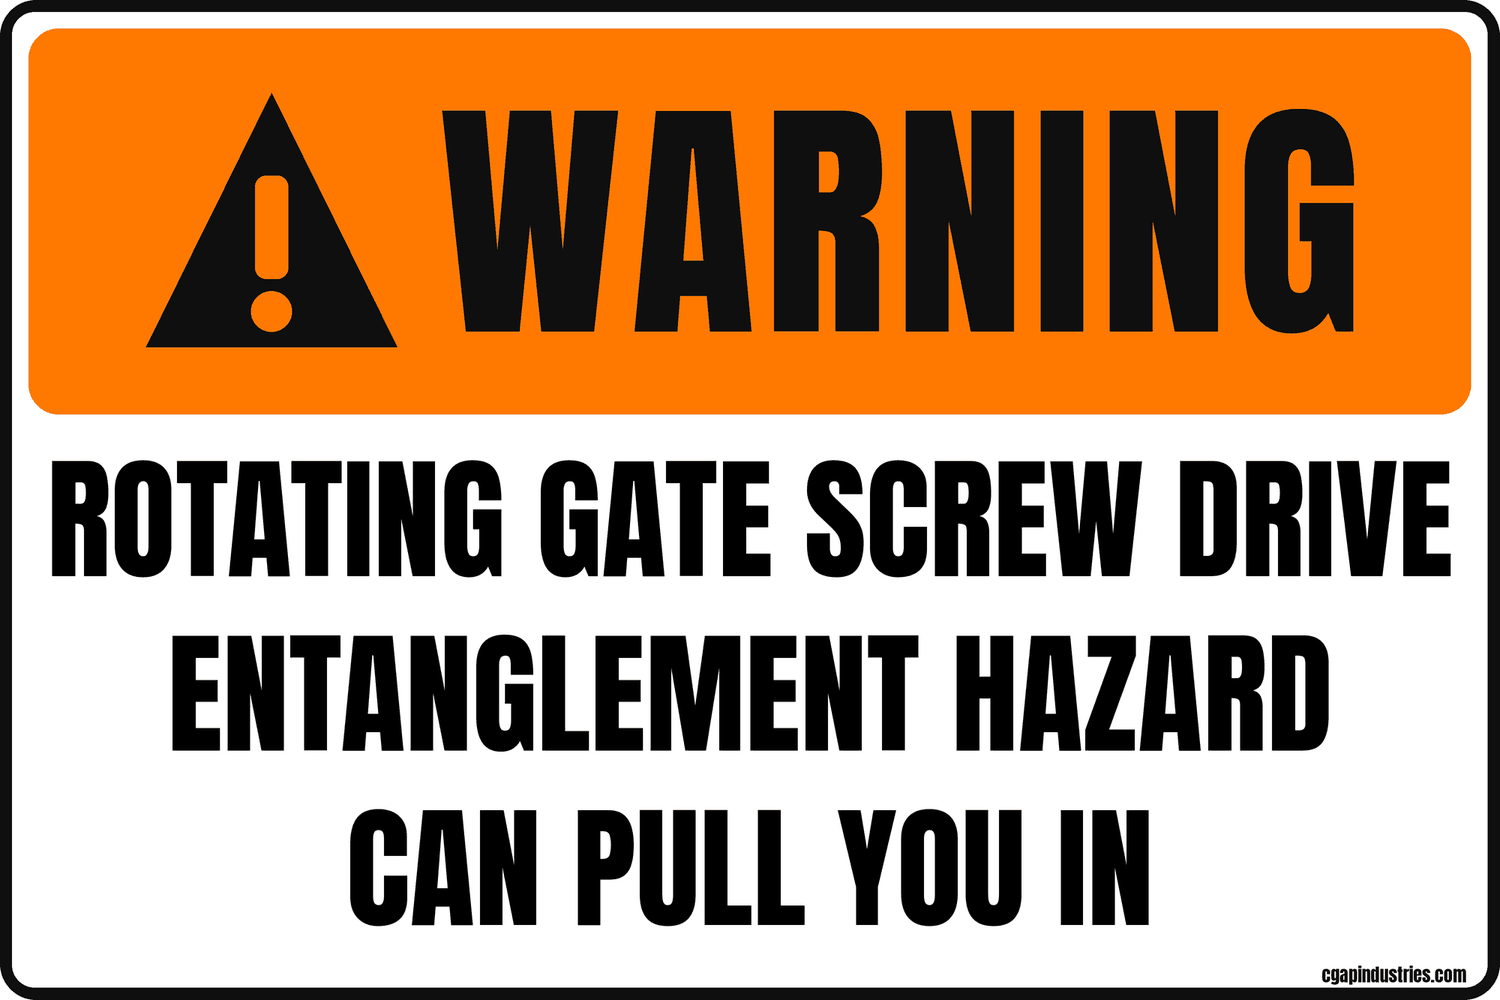 WARNING
ROTATING GATE SCREW DRIVE
ENTANGLEMENT HAZARD
CAN PULL YOU IN
cgapindustries.com